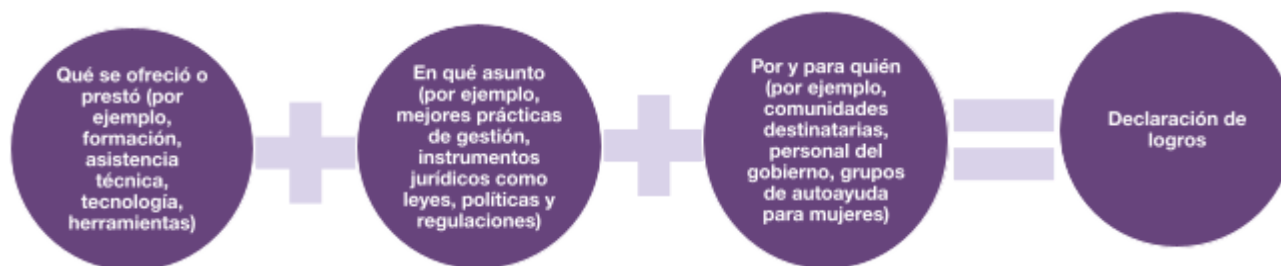 Qué se ofreció o
prestó (por
ejemplo,
formación,
asistencia
técnica,
tecnología,
herramientas)
En qué asunto
(por ejemplo,
mejores prácticas
de gestión,
instrumentos
jurídicos como
leyes, políticas y
regulaciones)
Por y para quién
(por ejemplo,
comunidades
destinatarias,
personal del
gobierno, grupos
de autoayuda
para mujeres)
Declaración de
logros